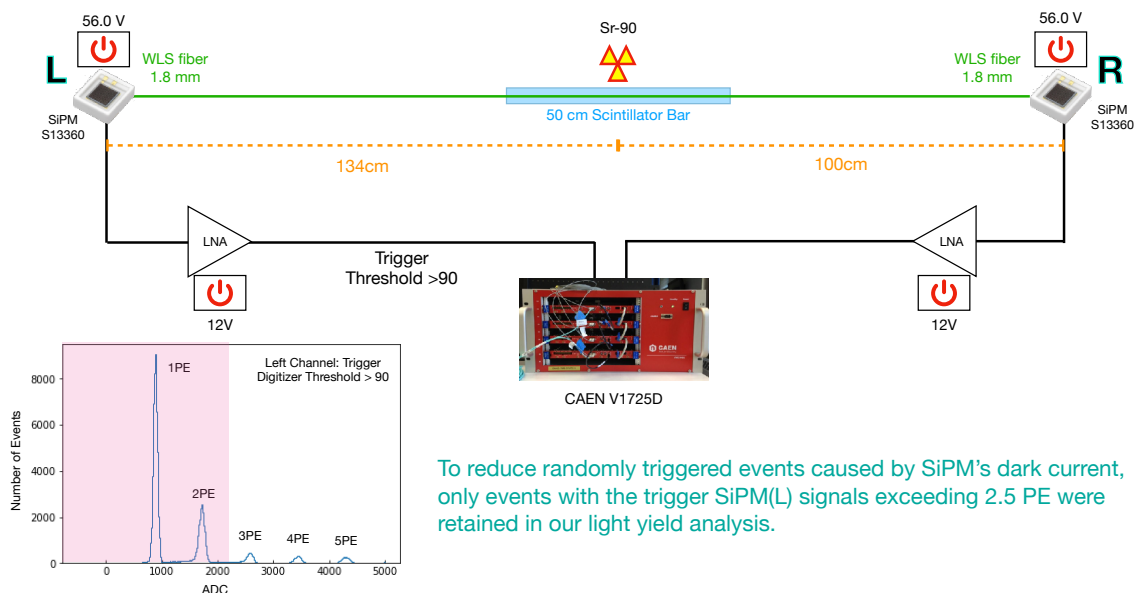 56.0 V
56.0 V
Sr-90
L
WLS fiber
1.8 mm
WLS fiber
1.8 mm
R
SiPM
S13360
50 cm Scintillator Bar
SiPM
S13360
134cm
100cm
LNA
Trigger
Threshold >90
LNA
12V
12V
CAEN
CAEN V1725D
Left Channel: Trigger
Digitizer Threshold > 90
1PE
2PE
3PE
4PE
5PE
Number of Events
8000
6000
4000
2000
0
0
1000
2000
3000
4000
5000
ADC
To reduce randomly triggered events caused by SiPM's dark current,
only events with the trigger SiPM(L) signals exceeding 2.5 PE were
retained in our light yield analysis.